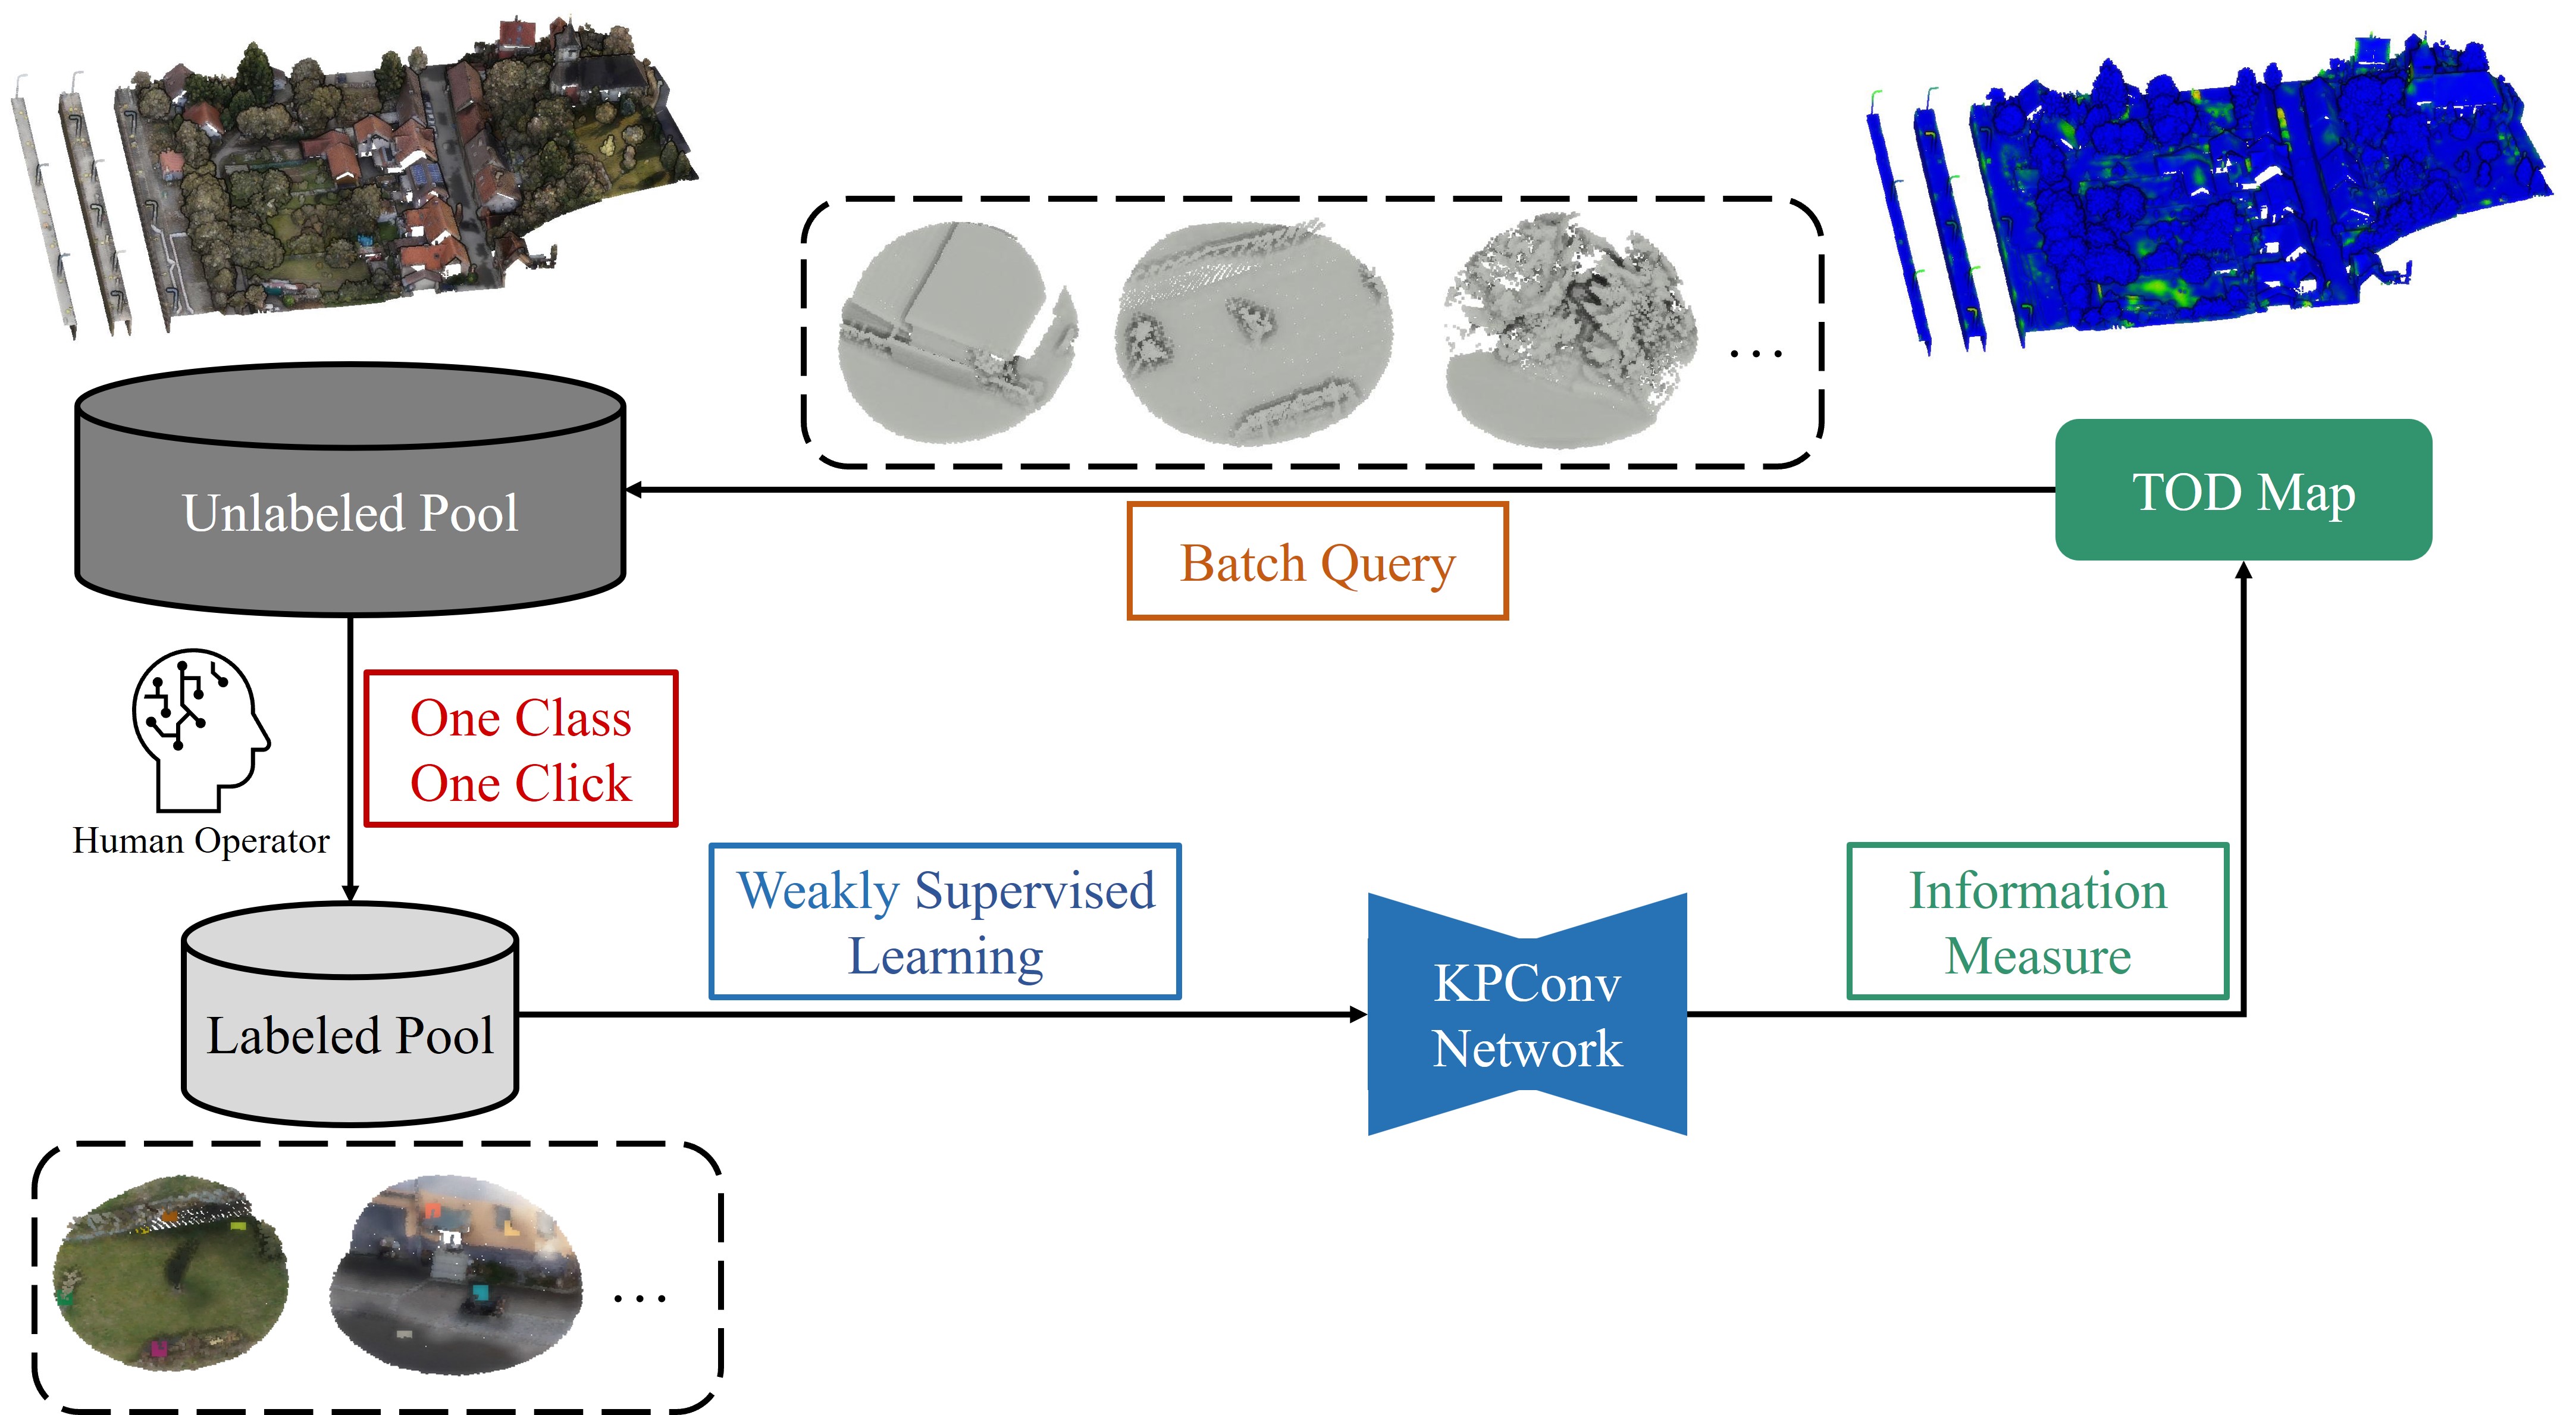 Unlabeled Pool
TOD Map
Batch Query
One Class
One Click
Human Operator
Weakly Supervised
Learning
Information
Measure
KPConv
Network
Labeled Pool
...
...